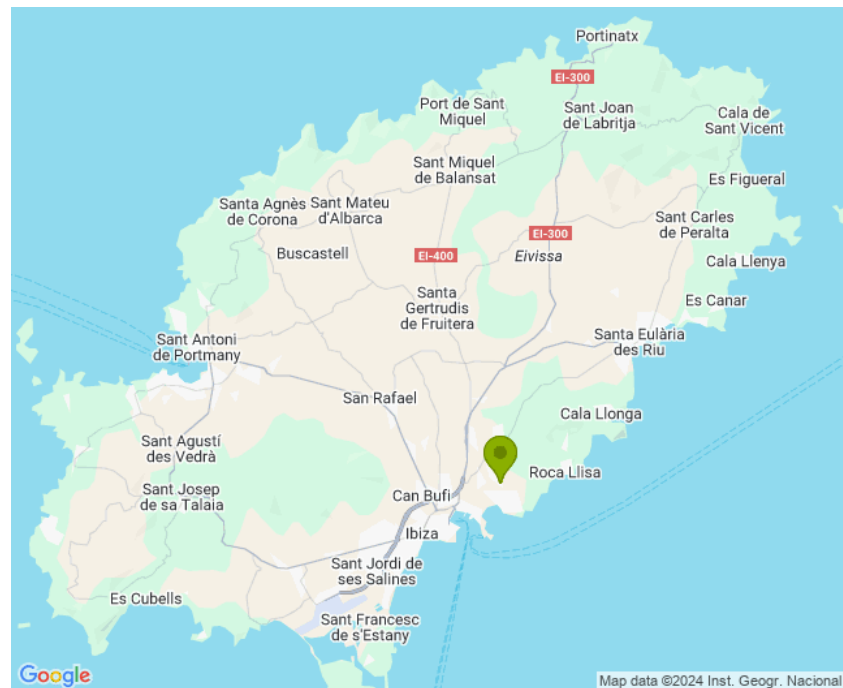 Portinatx
EI-300
Port de Sant
Miquel
Sant Joan
de Labritja
Cala de
Sant Vicent
Sant Miquel
de Balansat
Es Figueral
Santa Agnès
de Corona
Sant Mateu
d'Albarca
Sant Carles
de Peralta
EI-300
Buscastell
EI-400
Eivissa
Cala Llenya
Santa
Gertrudis
de Fruitera
Es Canar
Sant Antoni
de Portmany
Santa Eulària
des Riu
San Rafael
Cala Llonga
Sant Agustí
des Vedrà
Roca Llisa
Sant Josep
de sa Talaia
Can Bufi
Ibiza
Sant Jordi de
ses Salines
Es Cubells
Sant Francesc
de s'Estany
Google
Map data ©2024 Inst. Geogr. Nacional